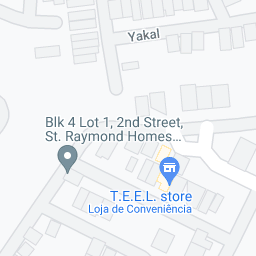 Yakal
Blk 4 Lot 1, 2nd Street,
St. Raymond Homes...
T.E.E.L. store
Loja de Conveniência